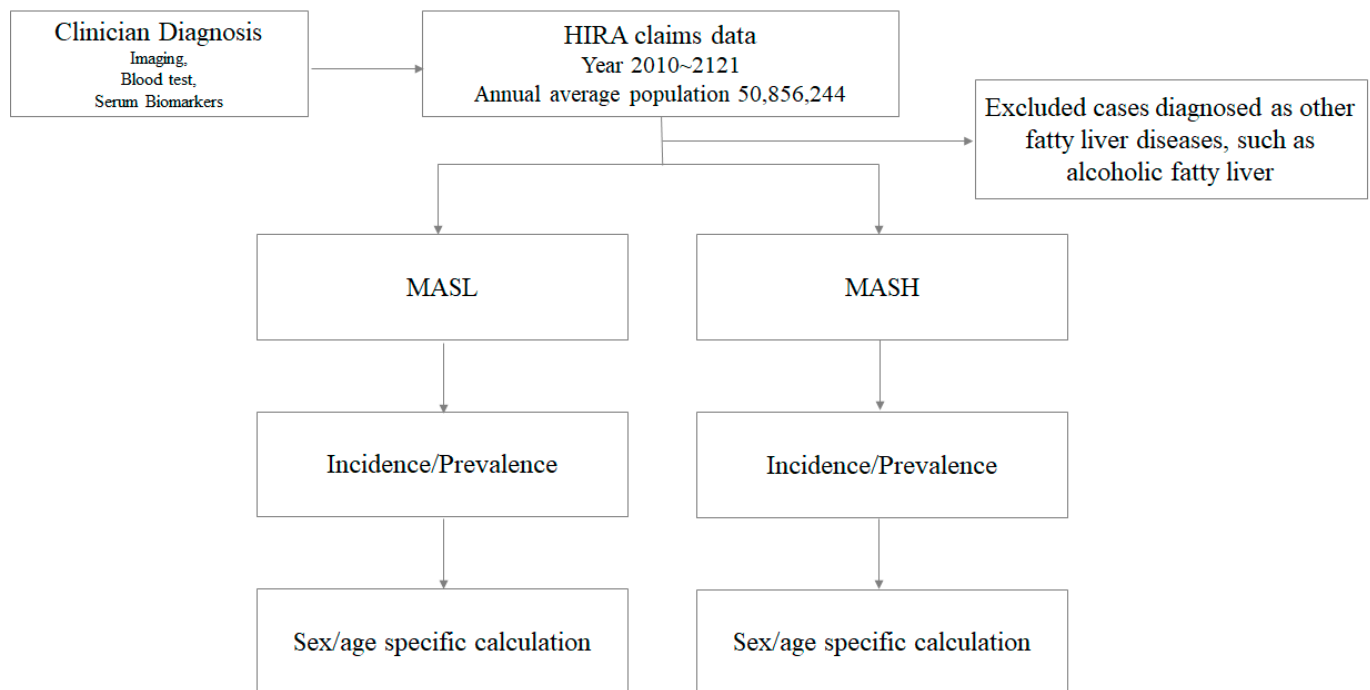 Clinician Diagnosis
Imaging,
Blood test,
Serum Biomarkers
HIRA claims data
Year 2010~2121
Annual average population 50,856,244
Excluded cases diagnosed as other
fatty liver diseases, such as
alcoholic fatty liver
MASL
MASH
Incidence/Prevalence
Incidence/Prevalence
Sex/age specific calculation
Sex/age specific calculation